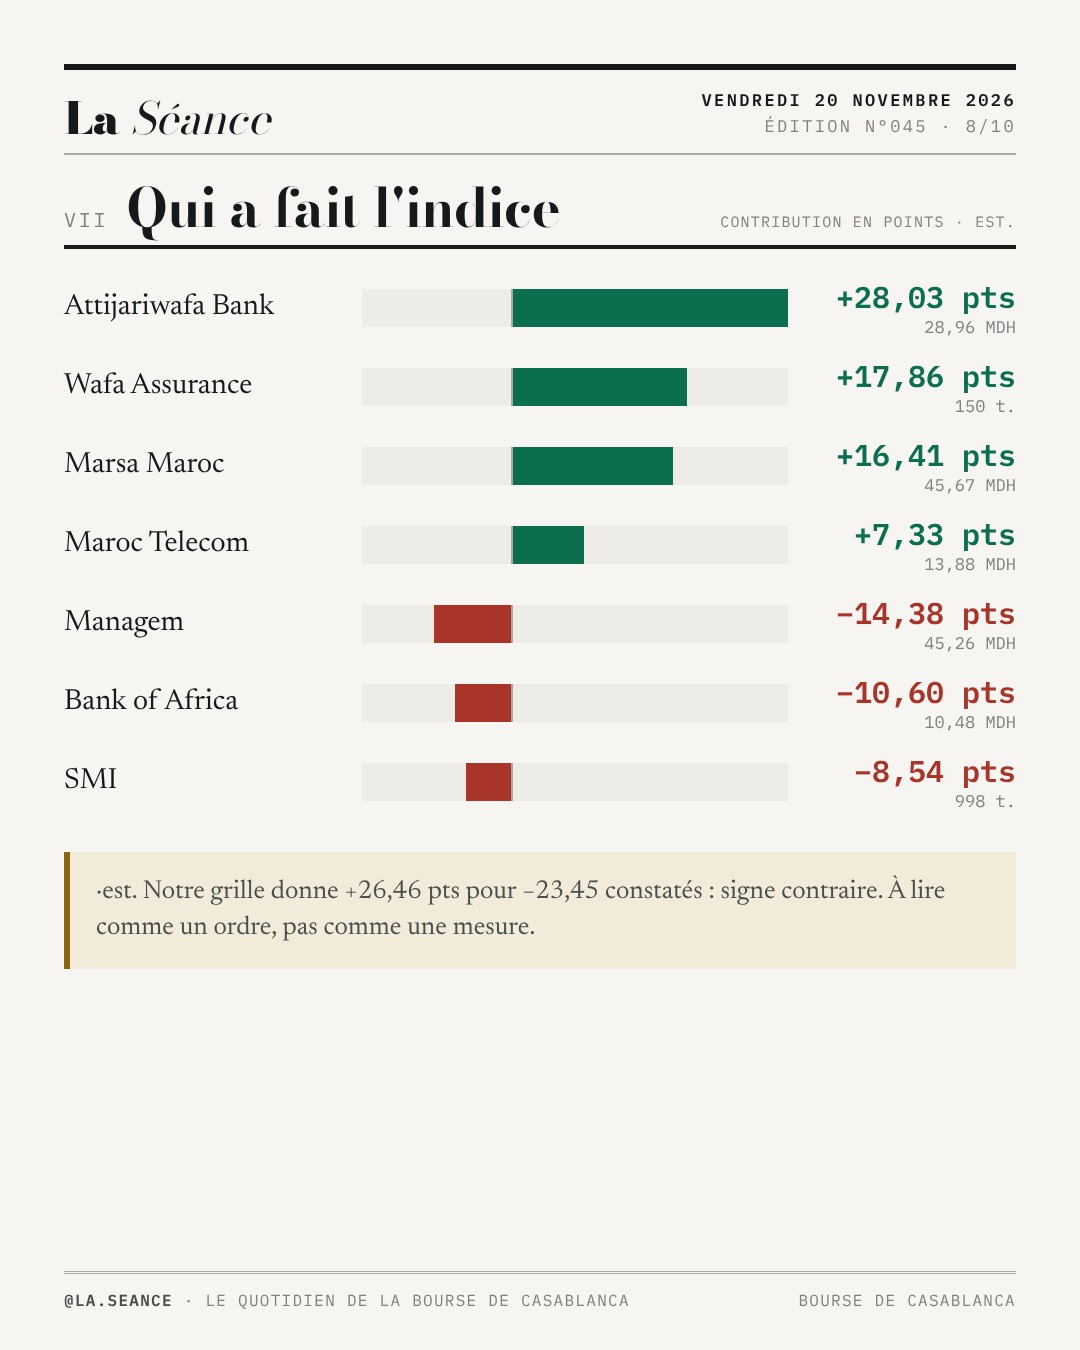 La Séance
VENDREDI 20 NOVEMBRE 2026
ÉDITION N°045 · 8/10
VII Qui a fait l'indice
CONTRIBUTION EN POINTS · EST.
Attijariwafa Bank
+28,03 pts
28,96 MDH
Wafa Assurance
+17,86 pts
150 t.
Marsa Maroc
+16,41 pts
45,67 MDH
Maroc Telecom
+7,33 pts
13,88 MDH
Managem
−14,38 pts
45,26 MDH
Bank of Africa
−10,60 pts
10,48 MDH
SMI
−8,54 pts
998 t.
·est. Notre grille donne +26,46 pts pour −23,45 constatés : signe contraire. À lire
comme un ordre, pas comme une mesure.
@LA.SEANCE · LE QUOTIDIEN DE LA BOURSE DE CASABLANCA
BOURSE DE CASABLANCA